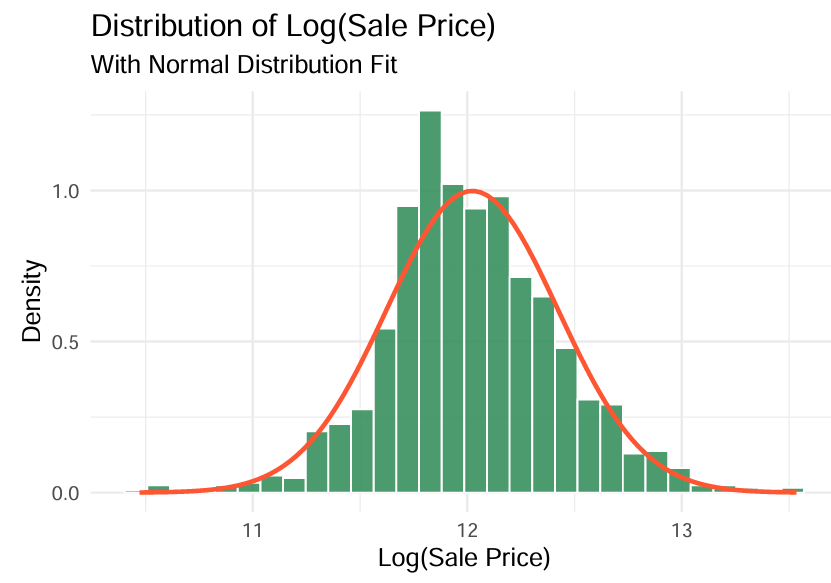 Distribution of Log(Sale Price)
With Normal Distribution Fit
1.0
0.5
0.0
Density
11 12 13
Log(Sale Price)